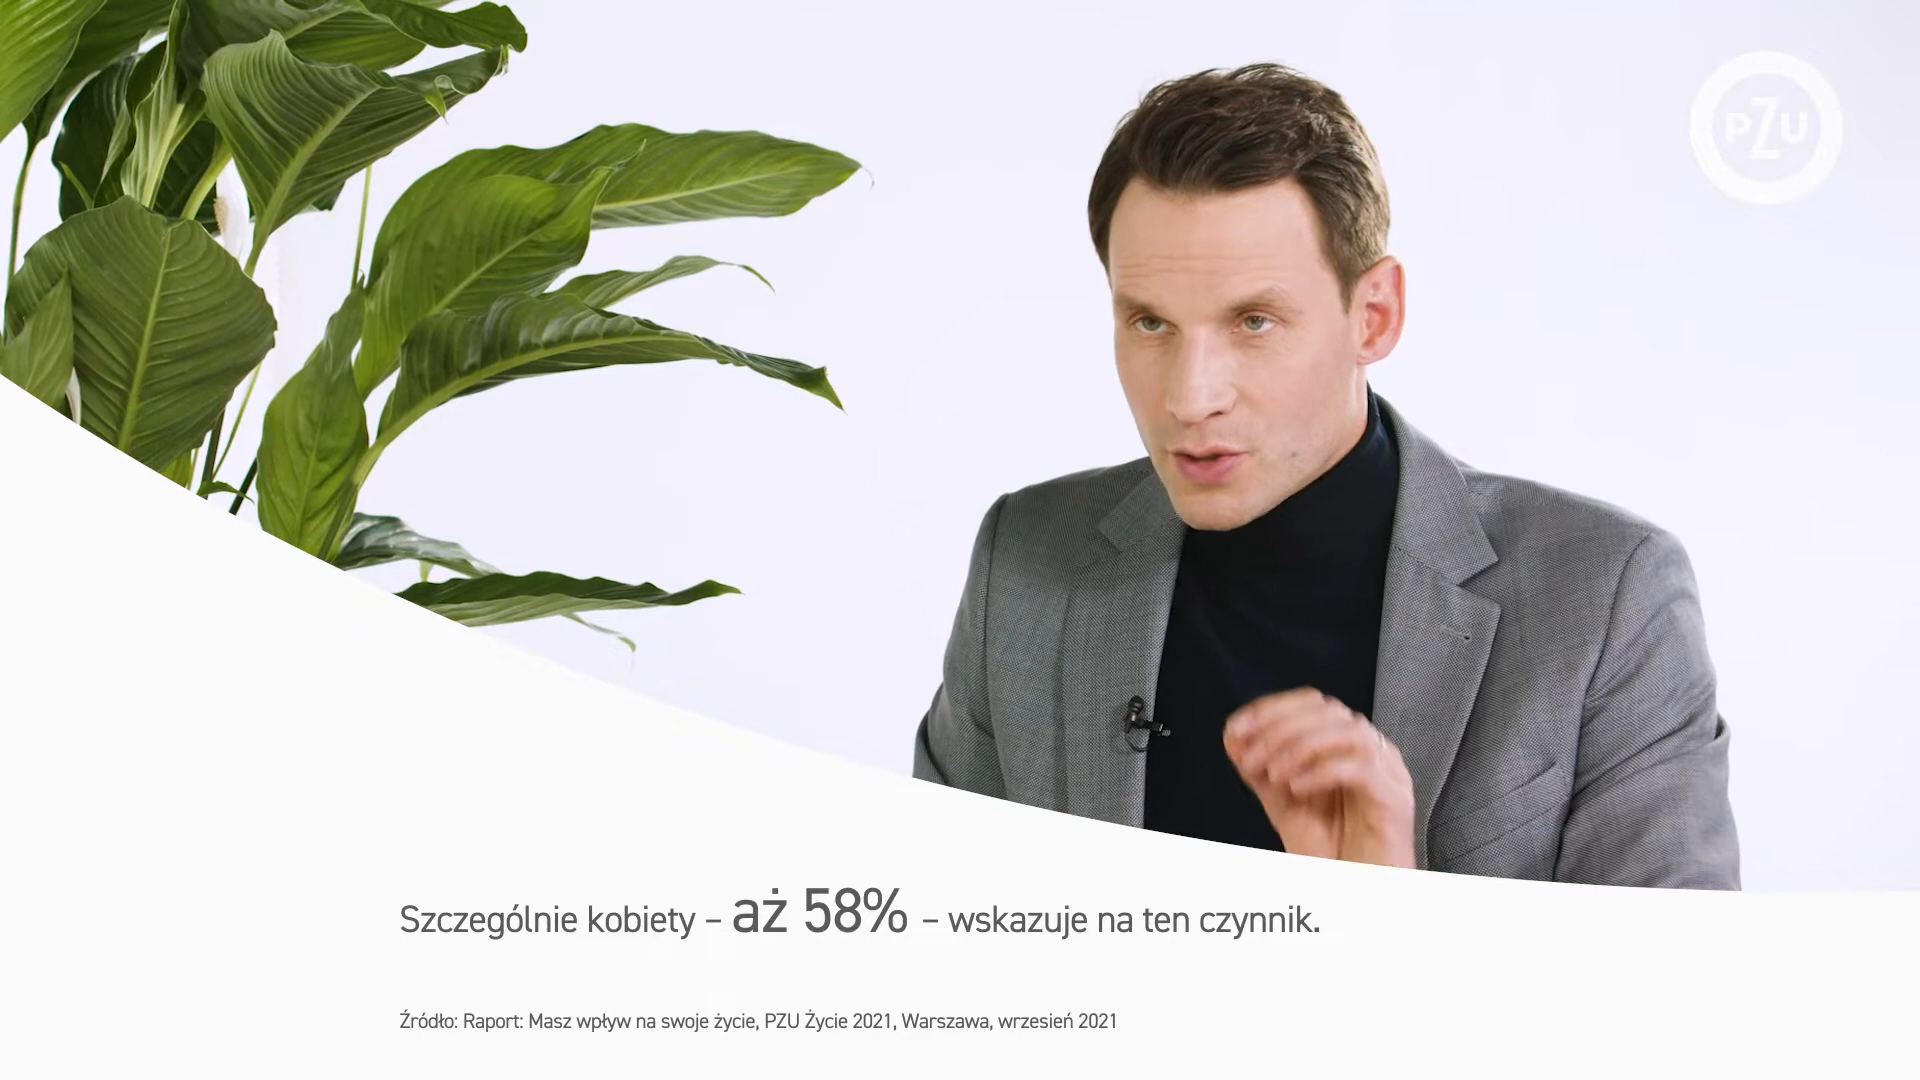 PZU
Szczególnie kobiety – aż 58% – wskazuje na ten czynnik.
Źródło: Raport: Masz wpływ na swoje życie, PZU Życie 2021, Warszawa, wrzesień 2021